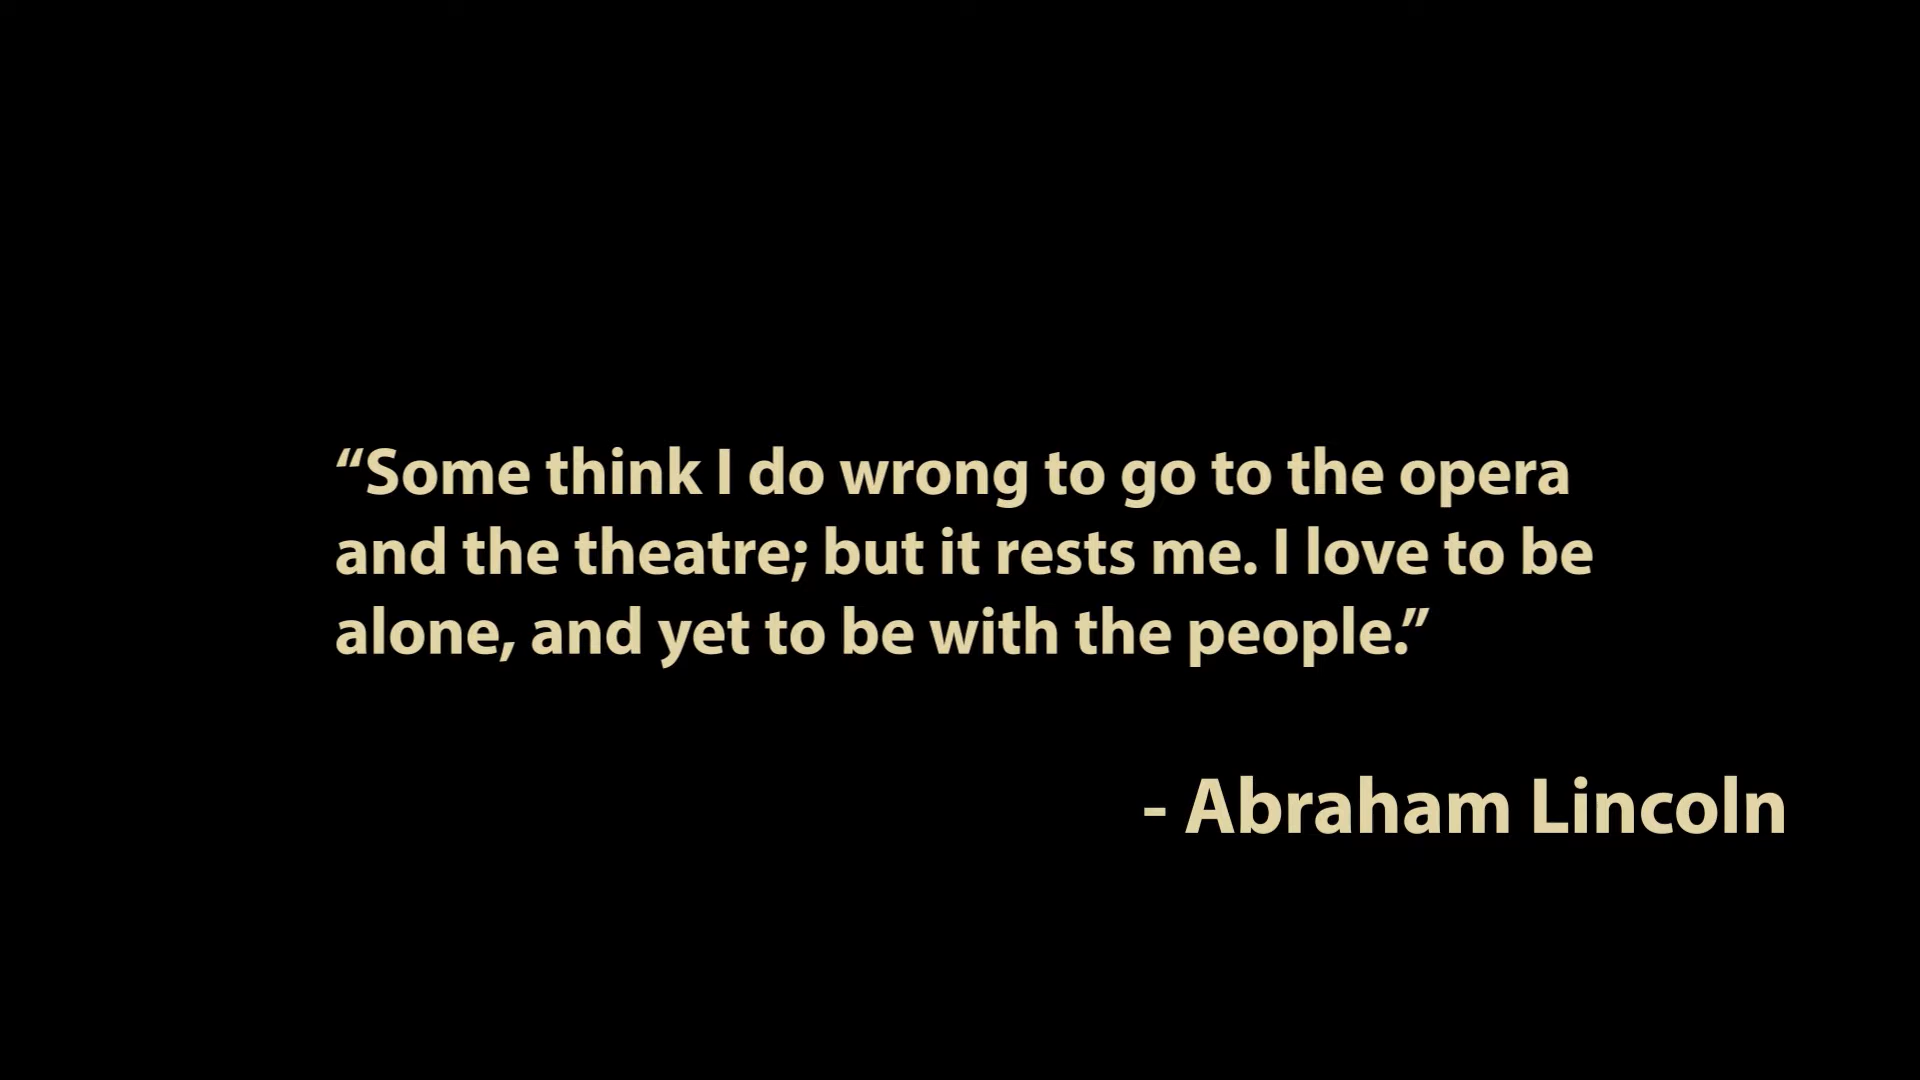 “Some think I do wrong to go to the opera
and the theatre; but it rests me. I love to be
alone, and yet to be with the people.”
- Abraham Lincoln